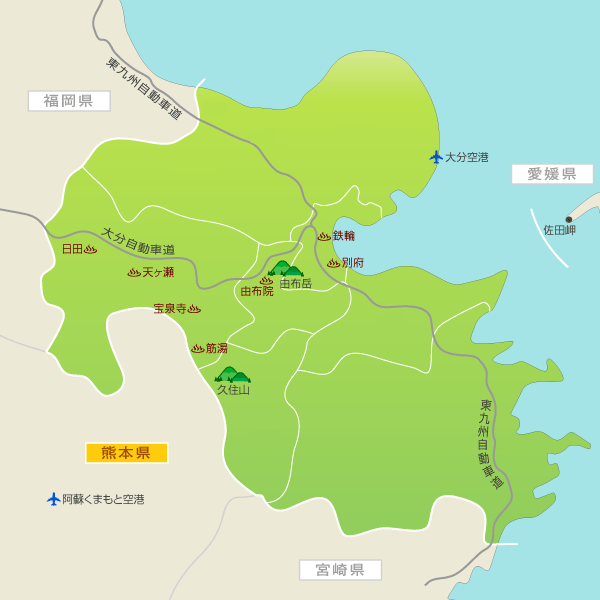 東九州自動車道
福岡県
大分空港
愛媛県
佐田岬
鉄輪
大分自動車道
日田
別府
天ヶ瀬
由布岳
由布院
宝泉寺
筋湯
久住山
東九州自動車道
熊本県
阿蘇くまもと空港
宮崎県